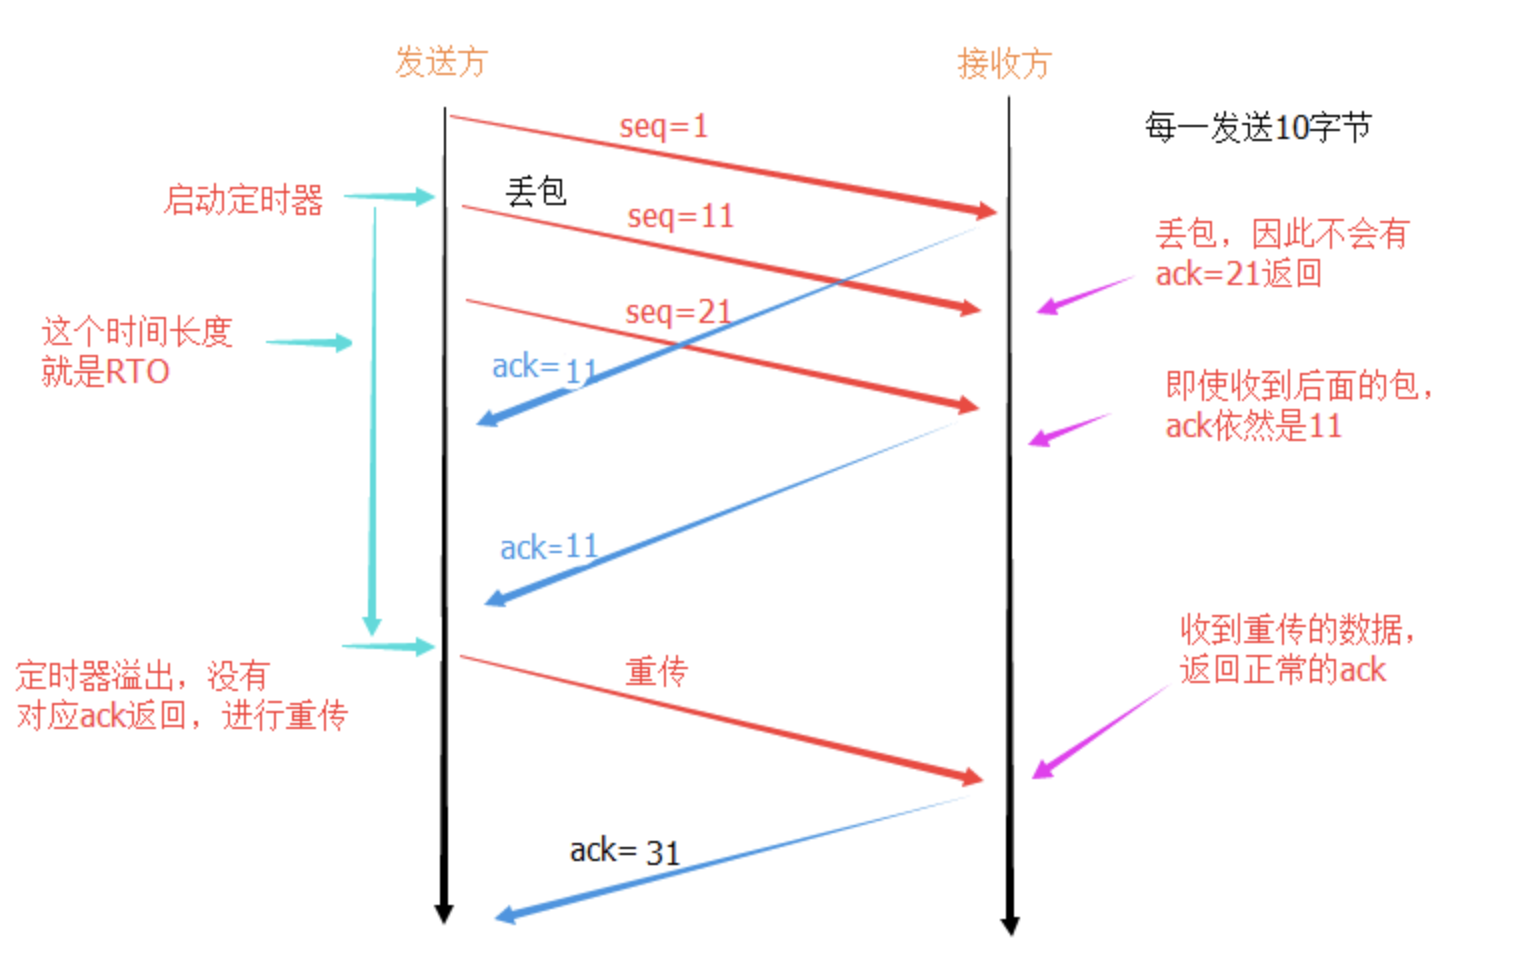 发送方
接收方
seq=1
每一发送10字节
启动定时器
丢包
seq=11
丢包，因此不会有
ack=21返回
seq=21
这个时间长度
就是RTO
ack=11
即使收到后面的包，
ack依然是11
ack=11
收到重传的数据，
返回正常的ack
重传
定时器溢出，没有
对应ack返回，进行重传
ack= 31